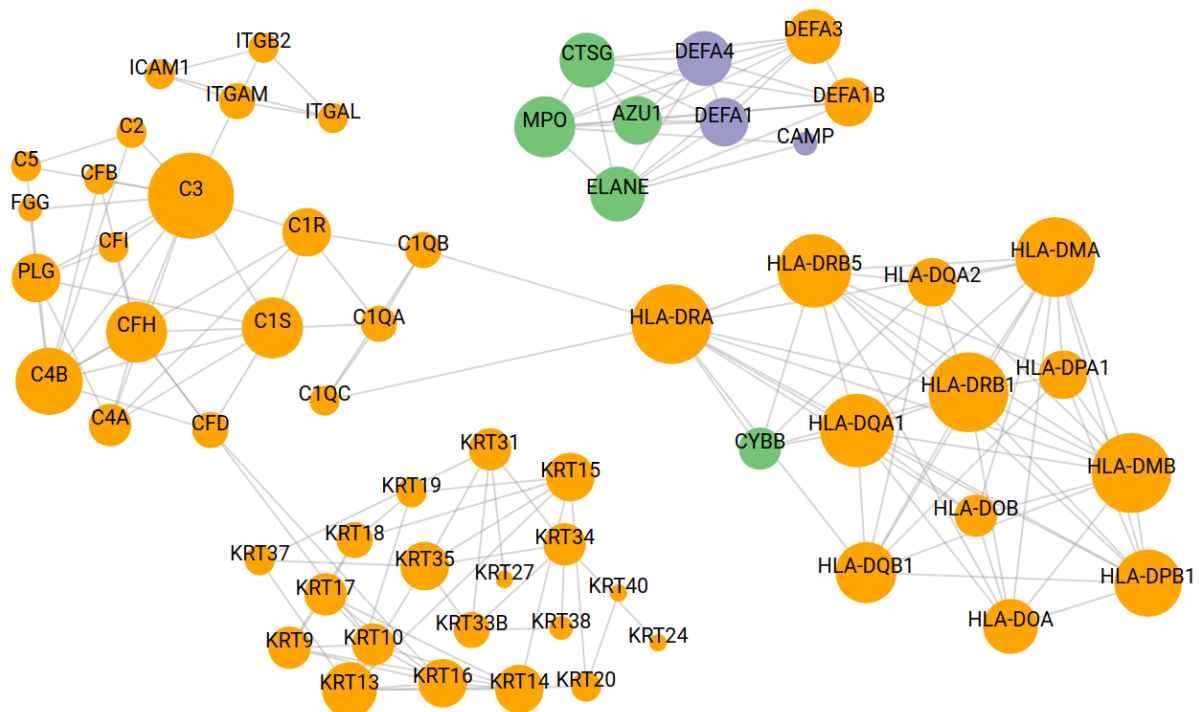 ITGB2
ICAM1
ITGAM
ITGAL
C2
C5
CFB
C3
FGG
CFI
C1R
C1QB
PLG
CFH
C1S
C1QA
C4B
C1QC
C4A
CFD
CTSG
DEFA4
DEFA3
MPO
AZU1
DEFA1
DEFA1B
CAMP
ELANE
HLA-DRA
HLA-DRB5
HLA-DQA2
HLA-DMA
HLA-DRB1
HLA-DPA1
HLA-DQA1
CYBB
HLA-DMB
HLA-DOB
HLA-DQB1
HLA-DPB1
HLA-DOA
KRT31
KRT15
KRT19
KRT18
KRT34
KRT37
KRT35
KRT27
KRT40
KRT17
KRT33B
KRT38
KRT24
KRT9
KRT10
KRT13
KRT16
KRT14
KRT20